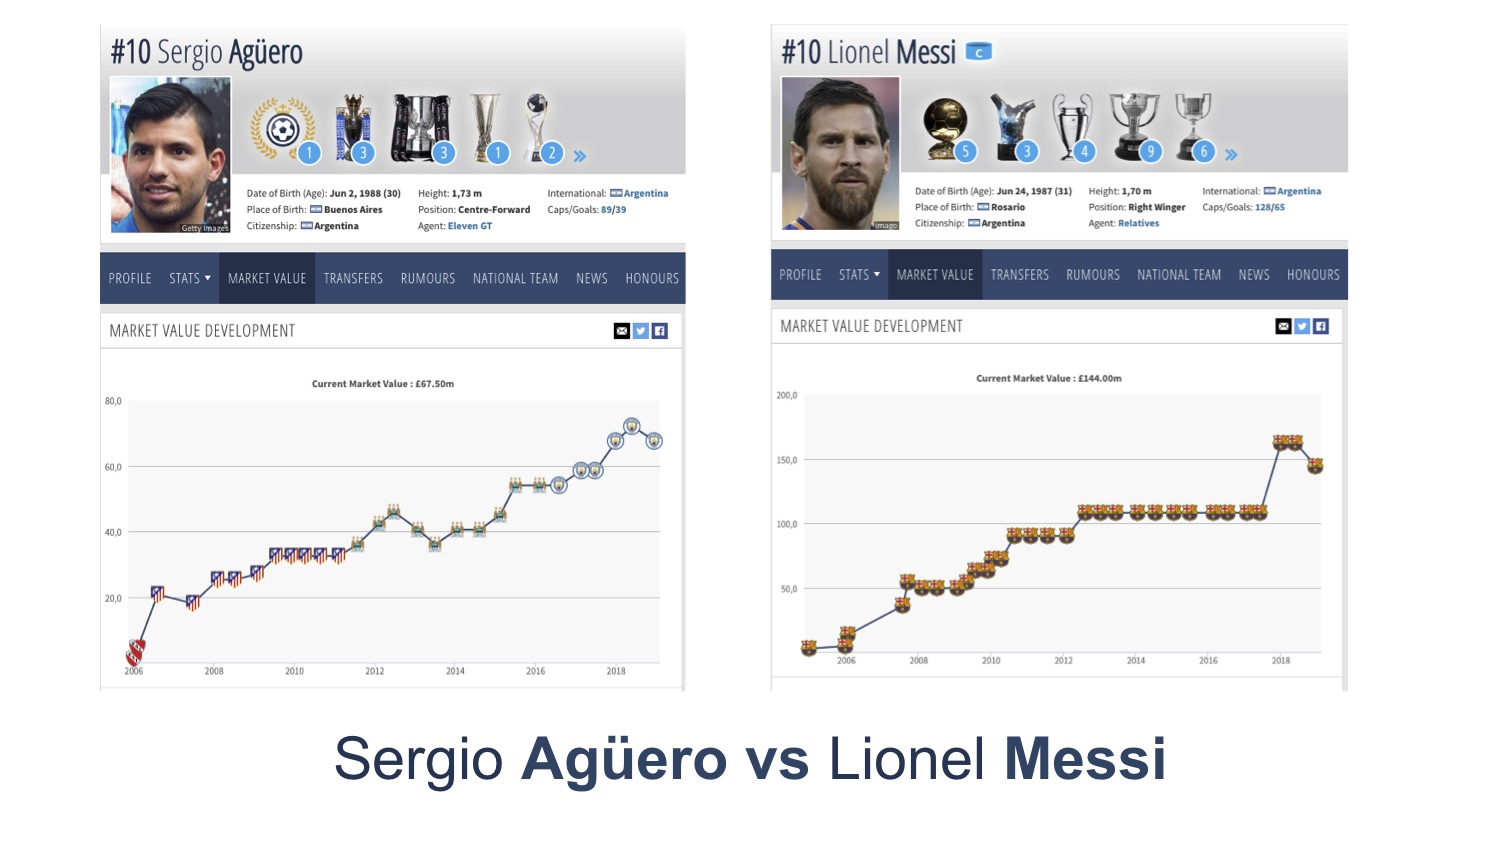 #10 Sergio Agüero
1
3
3
1
2
»
Getty Images
Date of Birth (Age): Jun 2, 1988 (30)
Place of Birth: Buenos Aires
Citizenship: Argentina
Height: 1,73 m
Position: Centre-Forward
Agent: Eleven GT
International: Argentina
Caps/Goals: 89/39
PROFILE STATS MARKET VALUE TRANSFERS RUMOURS NATIONAL TEAM NEWS HONOURS
MARKET VALUE DEVELOPMENT
Current Market Value : £67.50m
80,0
60,0
40,0
20,0
2006 2008 2010 2012 2014 2016 2018
#10 Lionel Messi C
5
3
4
9
6
»
imago
Date of Birth (Age): Jun 24, 1987 (31)
Place of Birth: Rosario
Citizenship: Argentina
Height: 1,70 m
Position: Right Winger
Agent: Relatives
International: Argentina
Caps/Goals: 128/65
PROFILE STATS MARKET VALUE TRANSFERS RUMOURS NATIONAL TEAM NEWS HONOURS
MARKET VALUE DEVELOPMENT
Current Market Value : £144.00m
200,0
150,0
100,0
50,0
2006 2008 2010 2012 2014 2016 2018
Sergio Agüero vs Lionel Messi